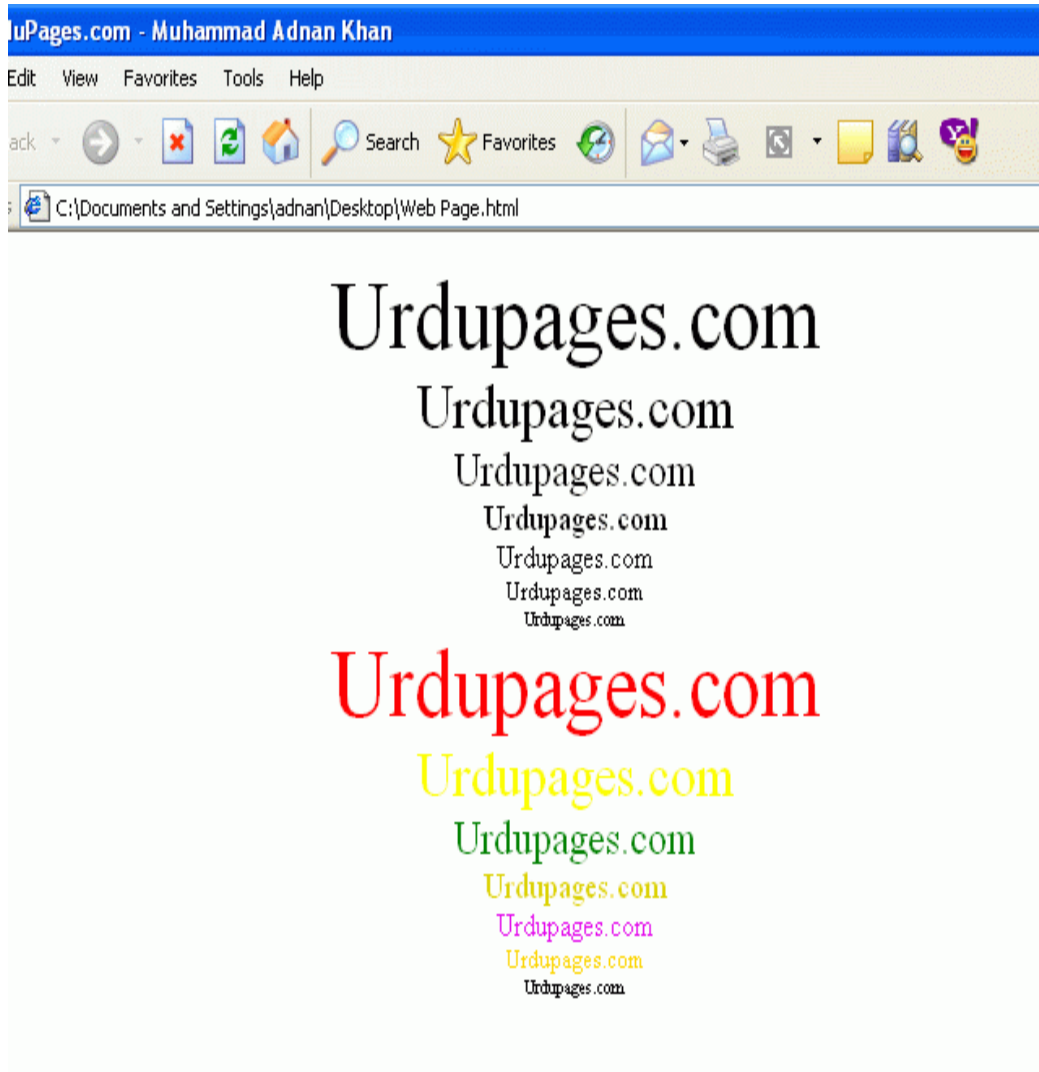 luPages.com - Muhammad Adnan Khan
Edit View Favorites Tools Help
ack Search Favorites
s C:\Documents and Settings\adnan\Desktop\Web Page.html
Urdupages.com
Urdupages.com
Urdupages.com
Urdupages.com
Urdupages.com
Urdupages.com
Urdupages.com
Urdupages.com
Urdupages.com
Urdupages.com
Urdupages.com
Urdupages.com
Urdupages.com
Urdupages.com